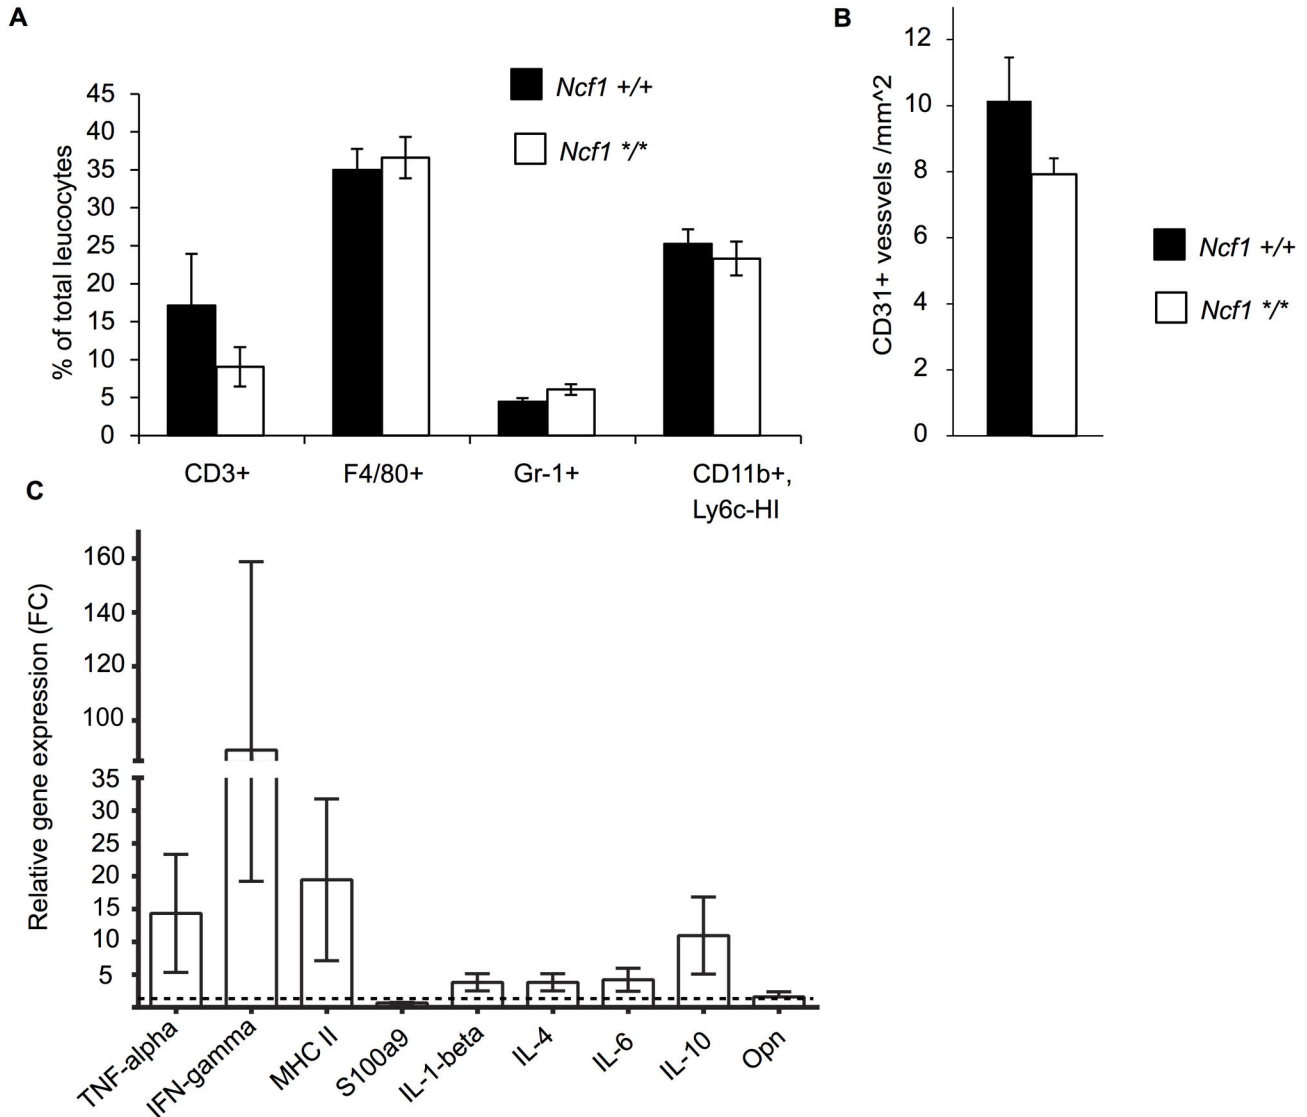 A
Ncf1 +/+
Ncf1 */*
% of total leucocytes
45
40
35
30
25
20
15
10
5
0
CD3+
F4/80+
Gr-1+
CD11b+,
Ly6c-HI
B
CD31+ vessvels /mm^2
12
10
8
6
4
2
0
Ncf1 +/+
Ncf1 */*
C
Relative gene expression (FC)
160
140
120
100
35
30
25
20
15
10
5
TNF-alpha
IFN-gamma
MHC II
S100a9
IL-1-beta
IL-4
IL-6
IL-10
Opn